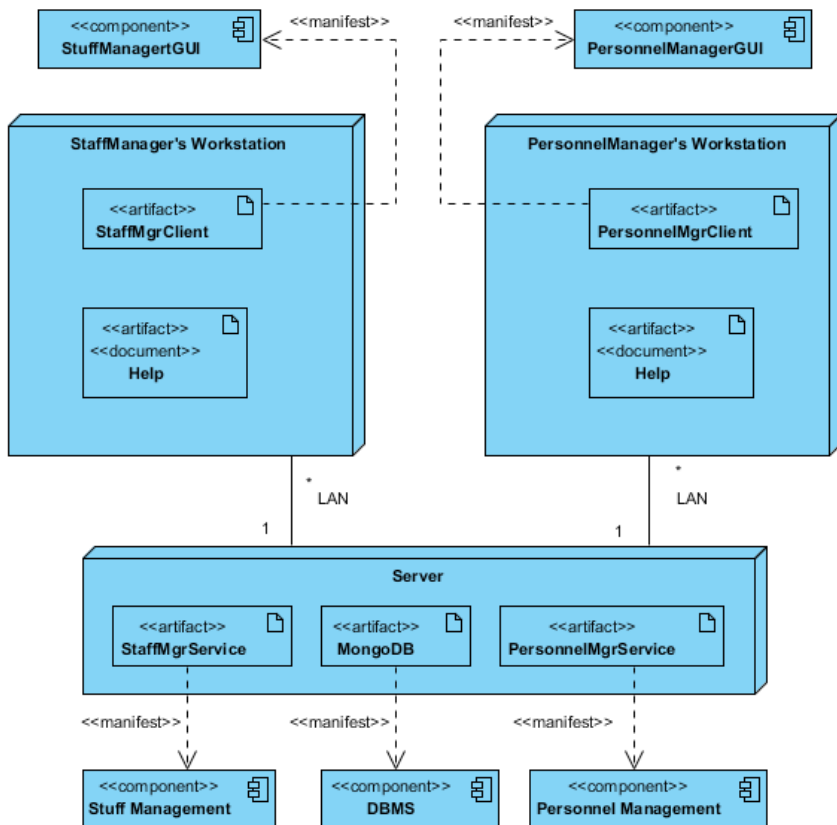 <<component>>
StuffManagertGUI
<<manifest>>
<<manifest>>
<<component>>
PersonnelManagerGUI
StaffManager's Workstation
<<artifact>>
StaffMgrClient
<<artifact>>
<<document>>
Help
PersonnelManager's Workstation
<<artifact>>
PersonnelMgrClient
<<artifact>>
<<document>>
Help
*
LAN
1
*
LAN
1
Server
<<artifact>>
StaffMgrService
<<artifact>>
MongoDB
<<artifact>>
PersonnelMgrService
<<manifest>>
<<manifest>>
<<manifest>>
<<component>>
Stuff Management
<<component>>
DBMS
<<component>>
Personnel Management